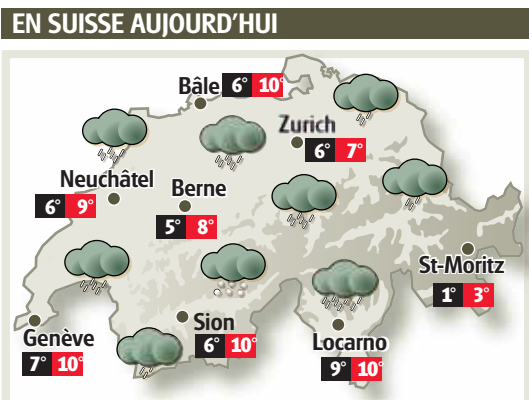 EN SUISSE AUJOURD'HUI
Bâle 6° 10°
Zurich
6° 7°
Neuchâtel
6° 9°
Berne
5° 8°
St-Moritz
1° 3°
Genève
7° 10°
Sion
6° 10°
Locarno
9° 10°